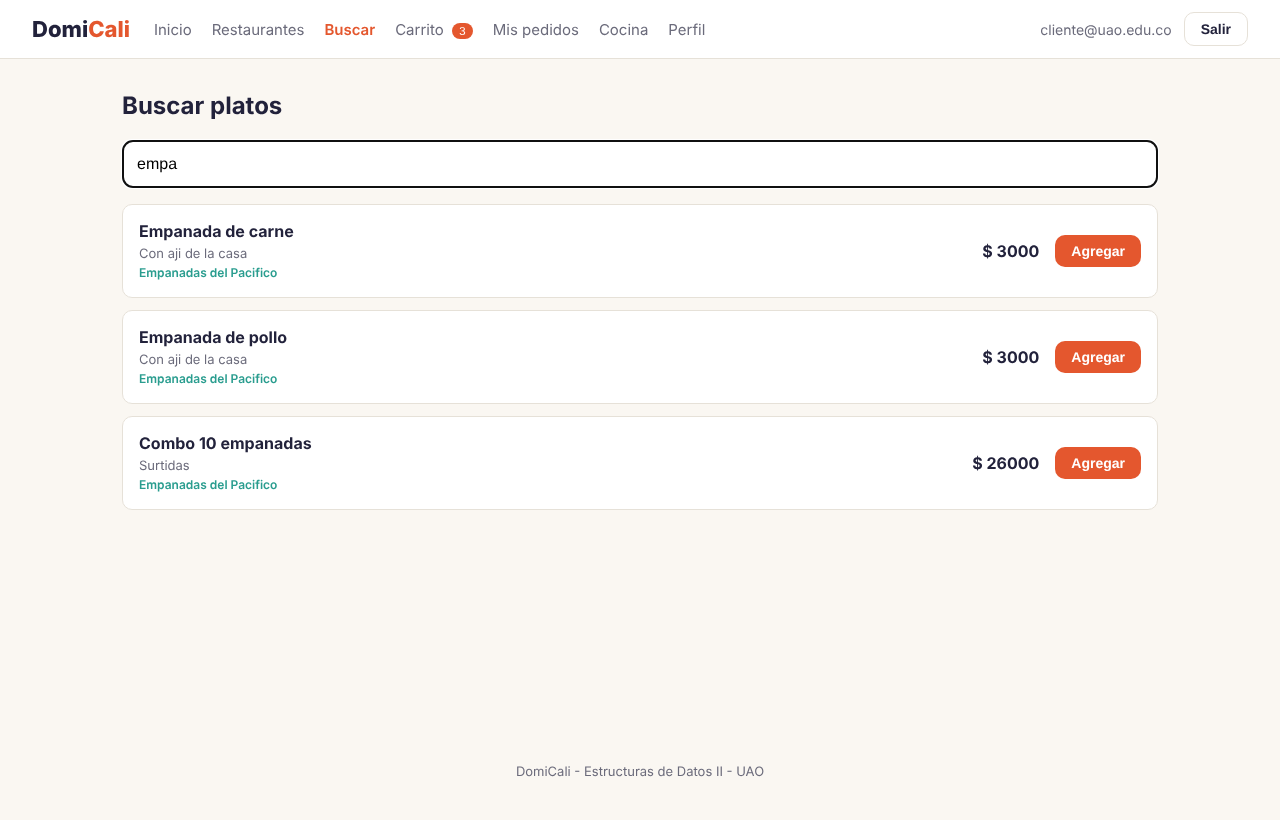 DomiCali Inicio Restaurantes Buscar Carrito 3 Mis pedidos Cocina Perfil cliente@uao.edu.co Salir
Buscar platos
empa
Empanada de carne
Con aji de la casa
Empanadas del Pacifico
$ 3000 Agregar
Empanada de pollo
Con aji de la casa
Empanadas del Pacifico
$ 3000 Agregar
Combo 10 empanadas
Surtidas
Empanadas del Pacifico
$ 26000 Agregar
DomiCali - Estructuras de Datos II - UAO